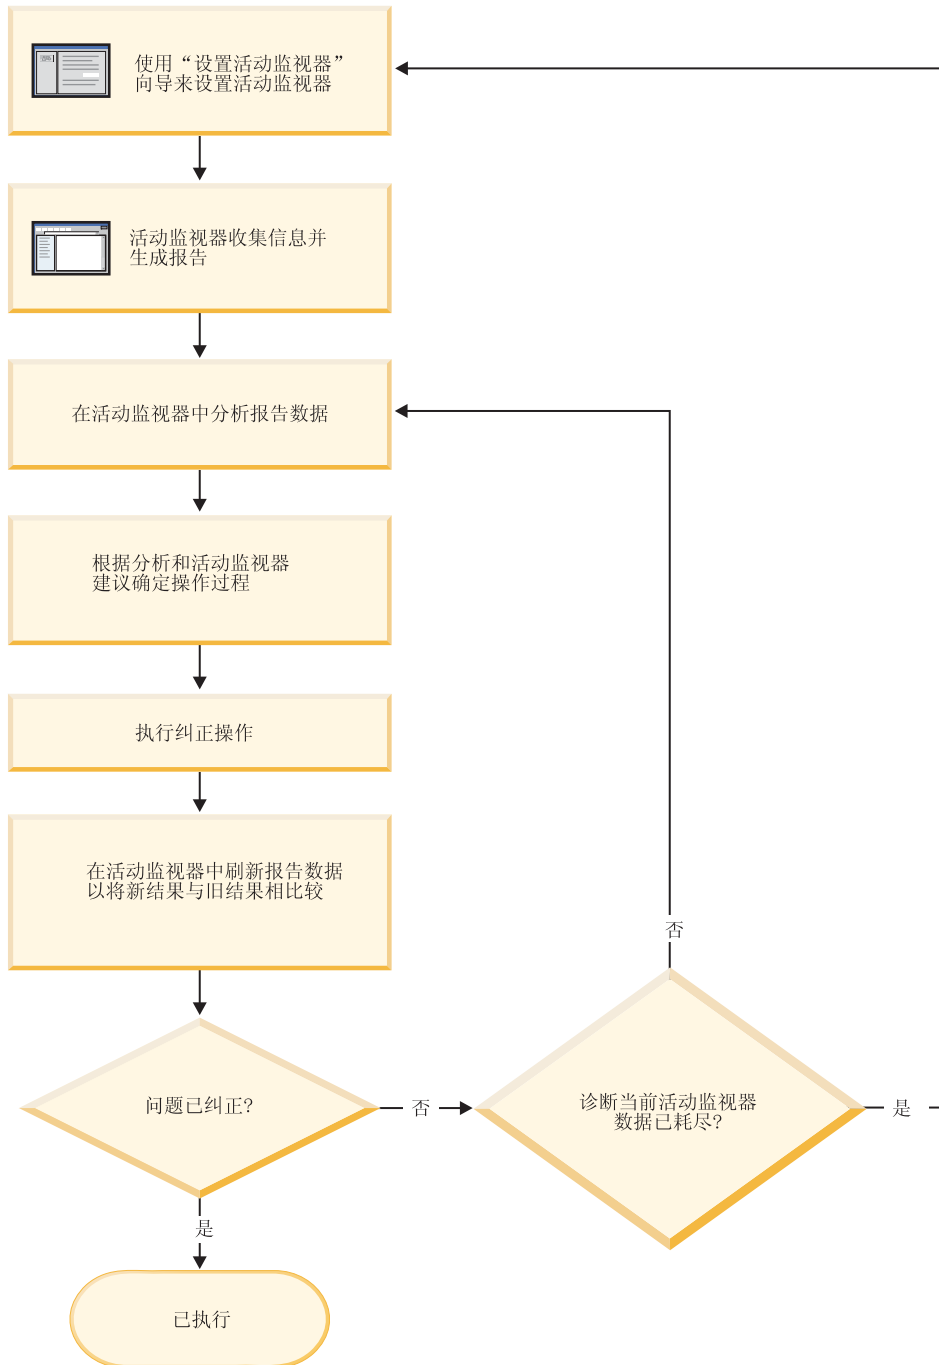 使用“设置活动监视器”
向导来设置活动监视器
活动监视器收集信息并
生成报告
在活动监视器中分析报告数据
根据分析和活动监视器
建议确定操作过程
执行纠正操作
在活动监视器中刷新报告数据
以将新结果与旧结果相比较
否
问题已纠正?
否
诊断当前活动监视器
数据已耗尽?
是
是
已执行